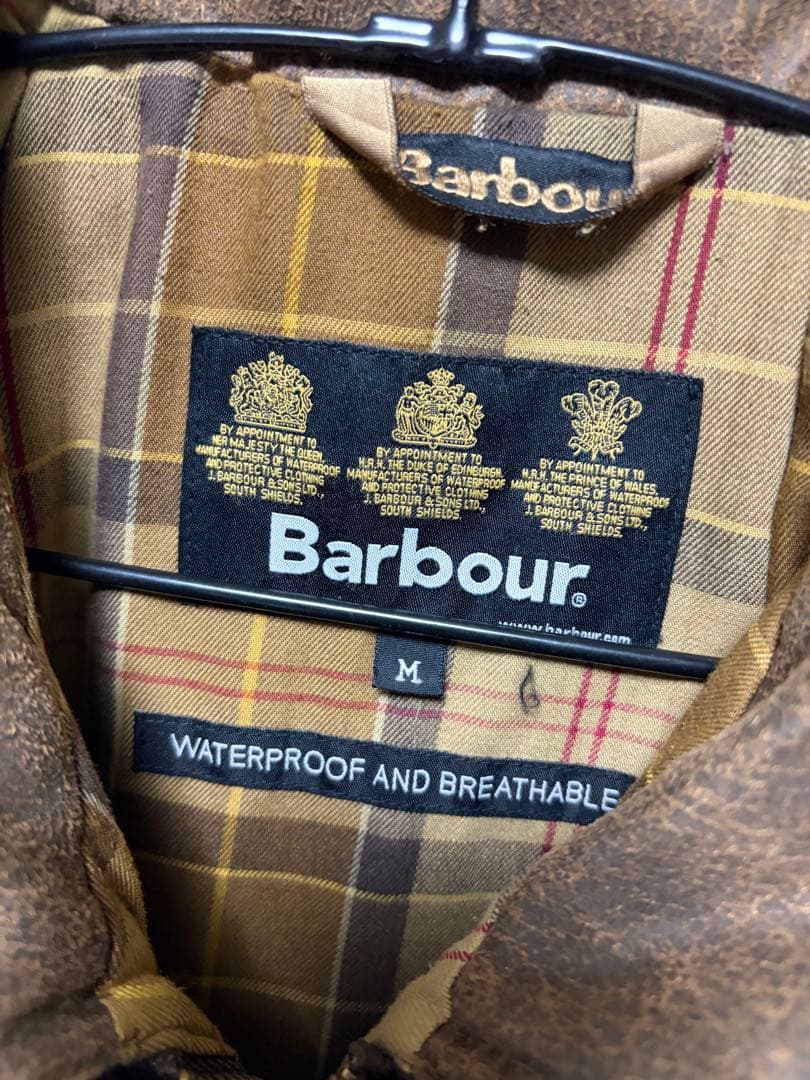 Barbou
BY APPOINTMENT TO
HER MAJESTY THE QUEEN
MANUFACTURERS OF WATERPROOF
AND PROTECTIVE CLOTHING
J. BARBOUR & SONS LTD.,
SOUTH SHIELDS.
BY APPOINTMENT TO
H.R.H. THE DUKE OF EDINBURGH
MANUFACTURERS OF WATERPROOF
AND PROTECTIVE CLOTHING
J. BARBOUR & SONS LTD.,
SOUTH SHIELDS.
BY APPOINTMENT TO
H.R.H. THE PRINCE OF WALES.
MANUFACTURERS OF WATERPROOF
AND PROTECTIVE CLOTHING
J. BARBOUR & SONS LTD.,
SOUTH SHIELDS.
Barbour®
www.barbour.com
M
6
WATERPROOF AND BREATHABLE